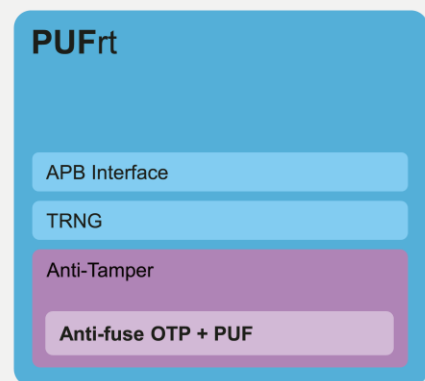 PUFrt
APB Interface
TRNG
Anti-Tamper
Anti-fuse OTP + PUF